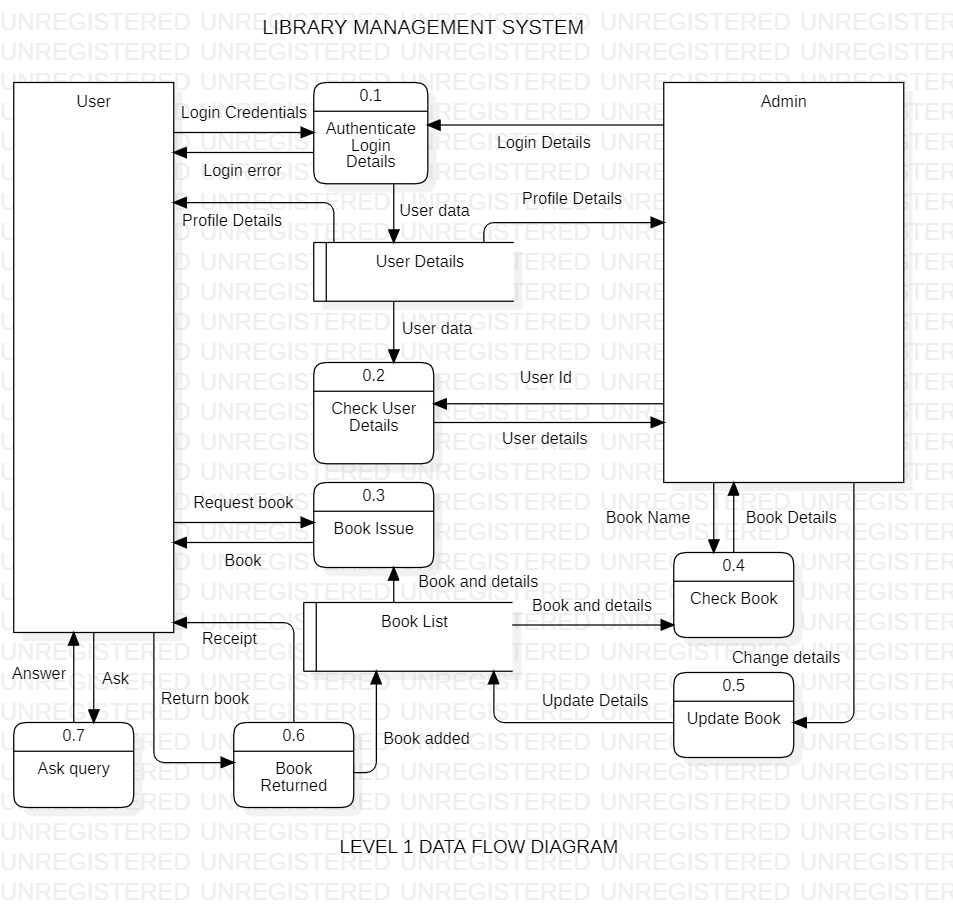 LIBRARY MANAGEMENT SYSTEM
User
0.1
Admin
Login Credentials
Authenticate
Login
Details
Login Details
Login error
Profile Details
User data
Profile Details
User Details
User data
0.2
User Id
Check User
Details
User details
0.3
Request book
Book Issue
Book
Book Name
Book Details
0.4
Check Book
Book and details
Book and details
Book List
Receipt
Answer
Ask
Return book
Change details
0.5
Update Details
Update Book
0.7
Ask query
0.6
Book
Returned
Book added
LEVEL 1 DATA FLOW DIAGRAM
UNREGISTERED